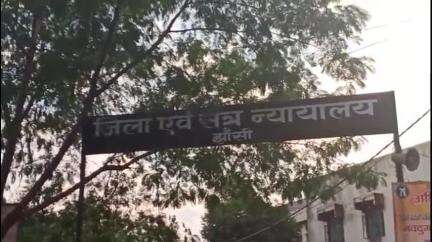 जिला एवं सत्र न्यायालय
झाँसी